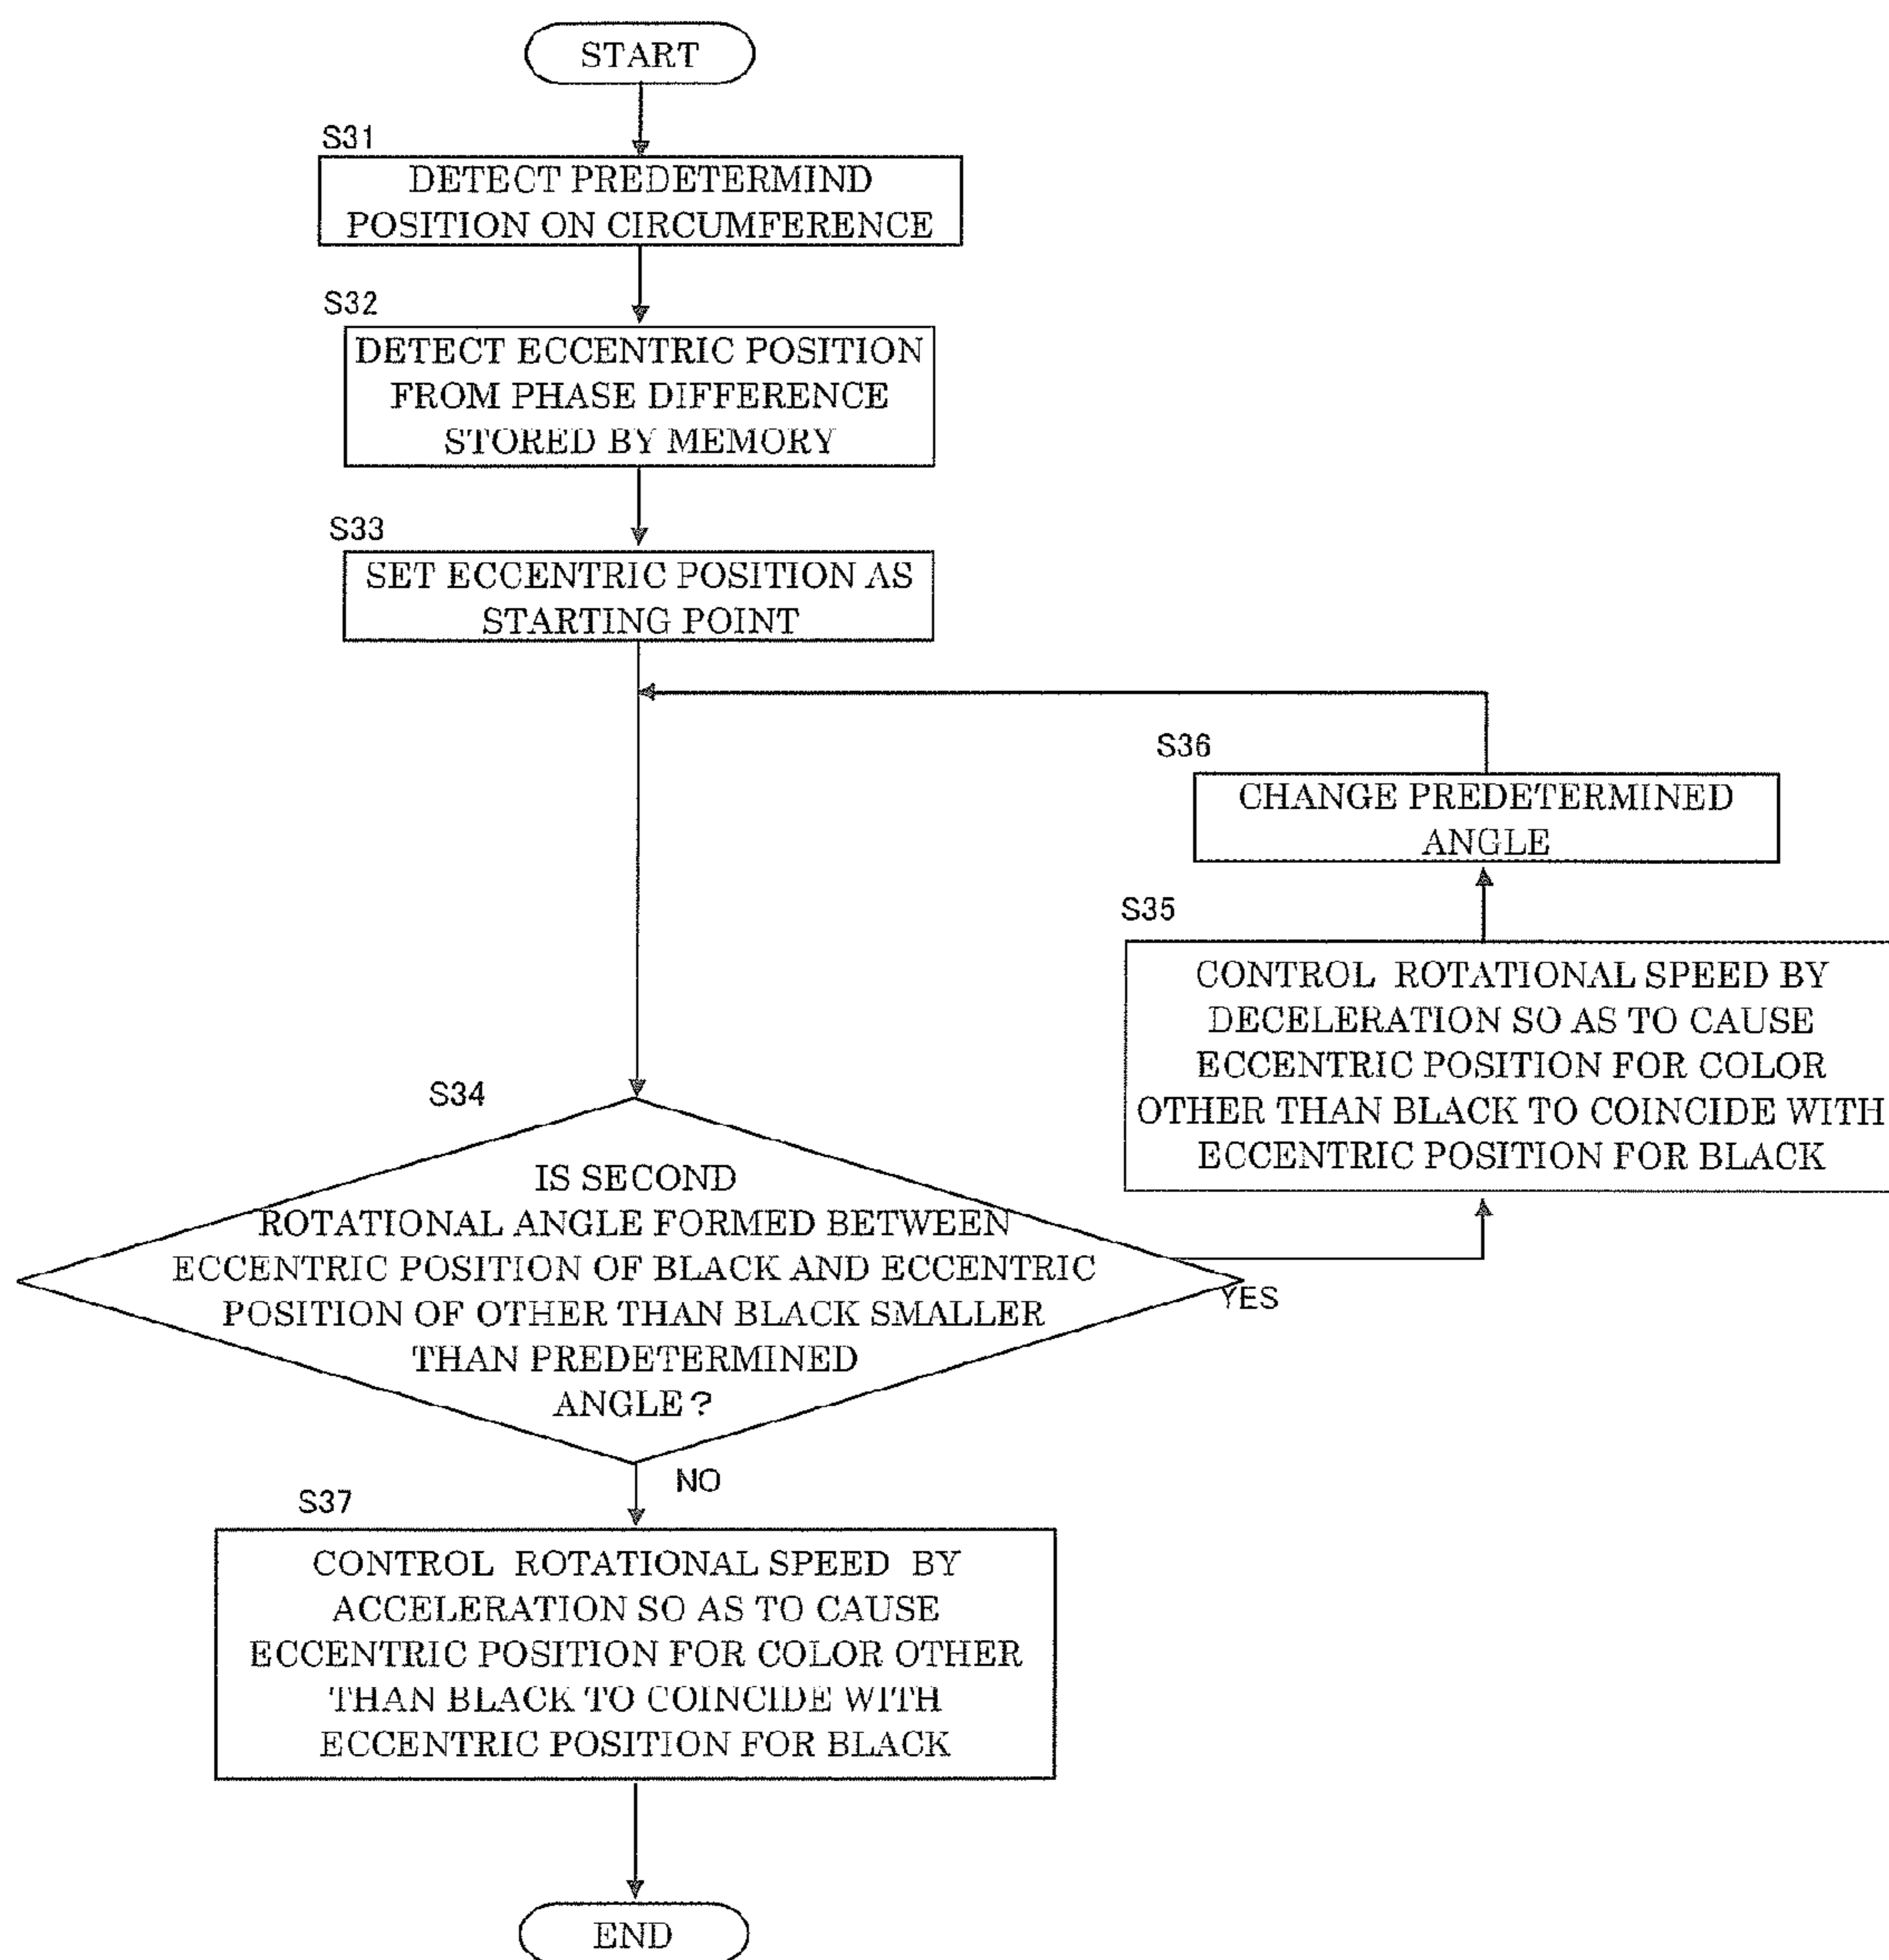 START
S31
DETECT PREDETERMIND
POSITION ON CIRCUMFERENCE
S32
DETECT ECCENTRIC POSITION
FROM PHASE DIFFERENCE
STORED BY MEMORY
S33
SET ECCENTRIC POSITION AS
STARTING POINT
S36
CHANGE PREDETERMINED
ANGLE
S35
CONTROL ROTATIONAL SPEED BY
DECELERATION SO AS TO CAUSE
ECCENTRIC POSITION FOR COLOR
OTHER THAN BLACK TO COINCIDE WITH
ECCENTRIC POSITION FOR BLACK
S34
IS SECOND
ROTATIONAL ANGLE FORMED BETWEEN
ECCENTRIC POSITION OF BLACK AND ECCENTRIC
POSITION OF OTHER THAN BLACK SMALLER
THAN PREDETERMINED
ANGLE?
YES
NO
S37
CONTROL ROTATIONAL SPEED BY
ACCELERATION SO AS TO CAUSE
ECCENTRIC POSITION FOR COLOR OTHER
THAN BLACK TO COINCIDE WITH
ECCENTRIC POSITION FOR BLACK
END